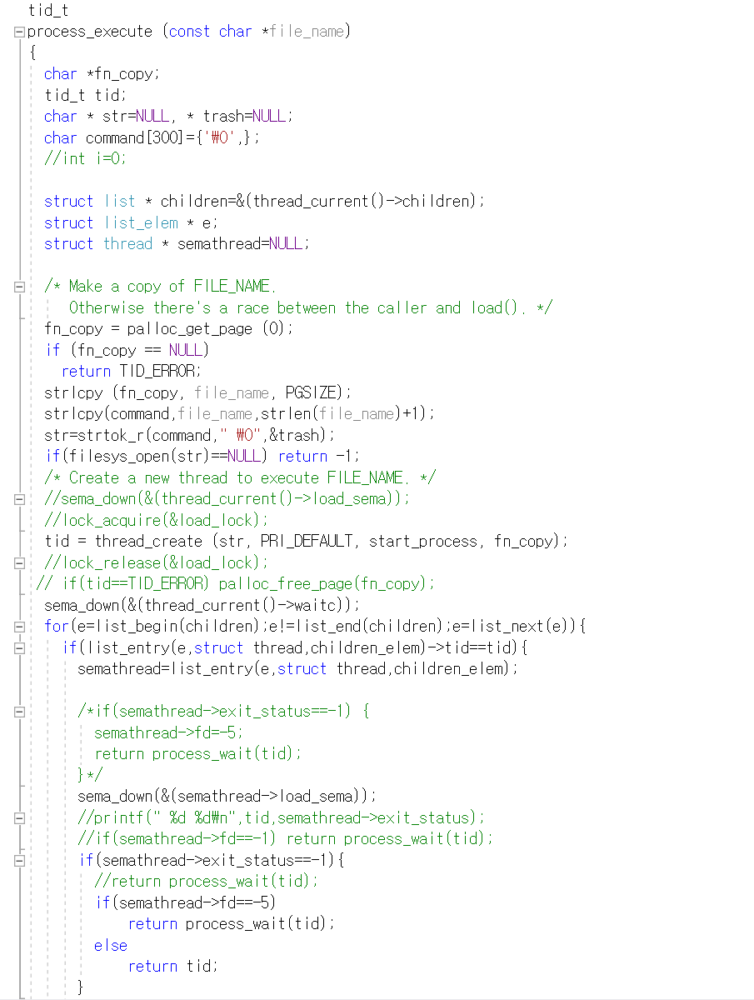 tid_t
process_execute (const char *file_name)
{
char *fn_copy;
tid_t tid;
char * str=NULL, * trash=NULL;
char command[300]={'₩0',};
//int i=0;
struct list * children=&(thread_current()->children);
struct list_elem * e;
struct thread * semathread=NULL;
/* Make a copy of FILE_NAME.
Otherwise there's a race between the caller and load(). */
fn_copy = palloc_get_page (0);
if (fn_copy == NULL)
return TID_ERROR;
strlcpy (fn_copy, file_name, PGSIZE);
strlcpy(command,file_name,strlen(file_name)+1);
str=strtok_r(command," ₩0",&trash);
if(filesys_open(str)==NULL) return -1;
/* Create a new thread to execute FILE_NAME. */
//sema_down(&(thread_current()->load_sema));
//lock_acquire(&load_lock);
tid = thread_create (str, PRI_DEFAULT, start_process, fn_copy);
//lock_release(&load_lock);
// if(tid==TID_ERROR) palloc_free_page(fn_copy);
sema_down(&(thread_current()->waitc));
for(e=list_begin(children);e!=list_end(children);e=list_next(e)){
if(list_entry(e,struct thread,children_elem)->tid==tid){
semathread=list_entry(e,struct thread,children_elem);
/*if(semathread->exit_status==-1) {
semathread->fd=-5;
return process_wait(tid);
}*/
sema_down(&(semathread->load_sema));
//printf(" %d %d₩n",tid,semathread->exit_status);
//if(semathread->fd==-1) return process_wait(tid);
if(semathread->exit_status==-1){
//return process_wait(tid);
if(semathread->fd==-5)
return process_wait(tid);
else
return tid;
}